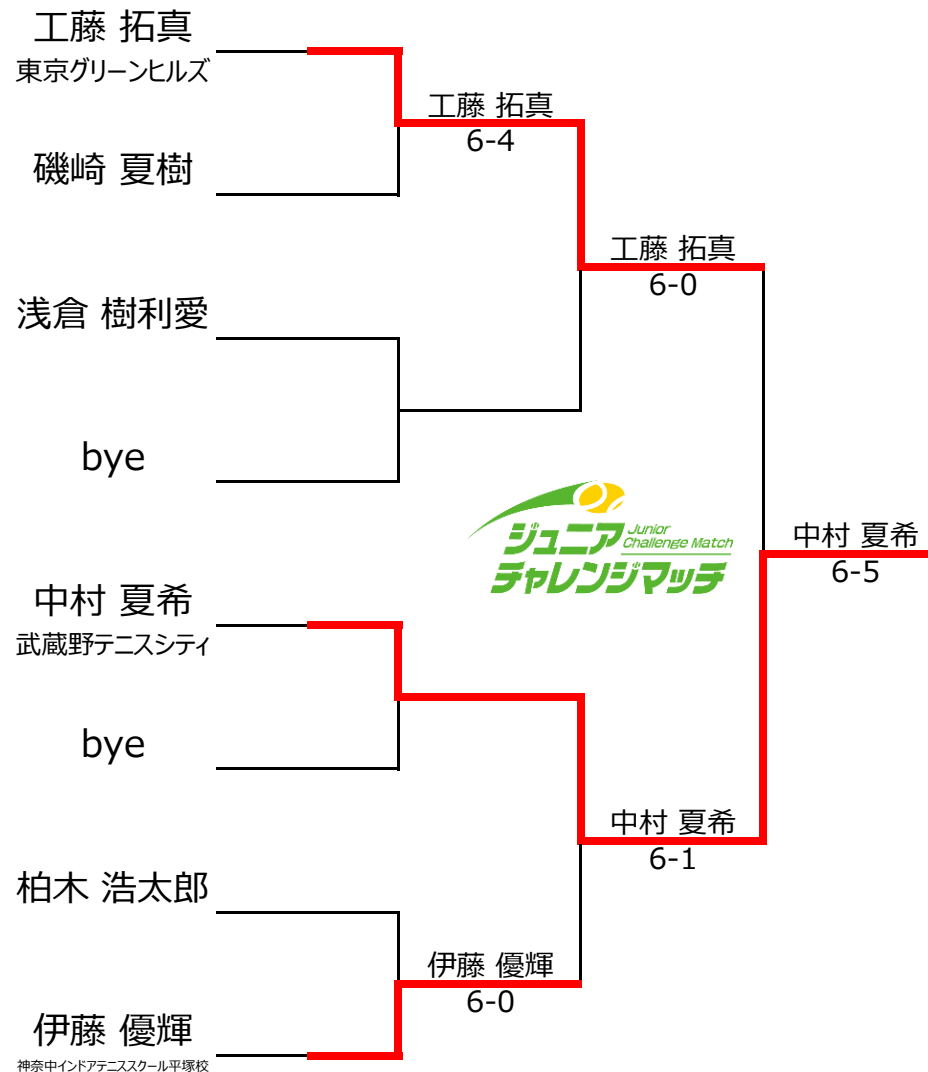 工藤 拓真
東京グリーンヒルズ
工藤 拓真
6-4
磯崎 夏樹
工藤 拓真
6-0
浅倉 樹利愛
bye
ジュニア Junior Challenge Match
チャレンジマッチ
中村 夏希
6-5
中村 夏希
武蔵野テニスシティ
bye
中村 夏希
6-1
柏木 浩太郎
伊藤 優輝
6-0
伊藤 優輝
神奈中インドアテニススクール平塚校